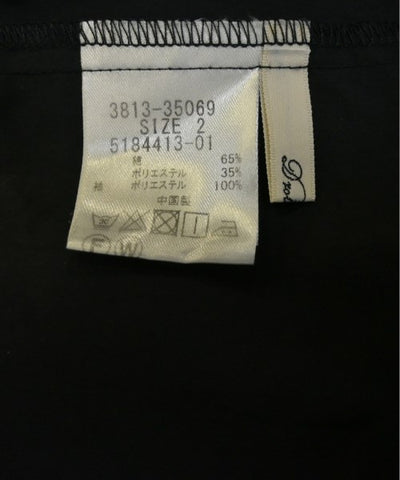 3813-35069
SIZE 2
5184413-01
綿 65%
ポリエステル 35%
袖 ポリエステル 100%
中国製
F W